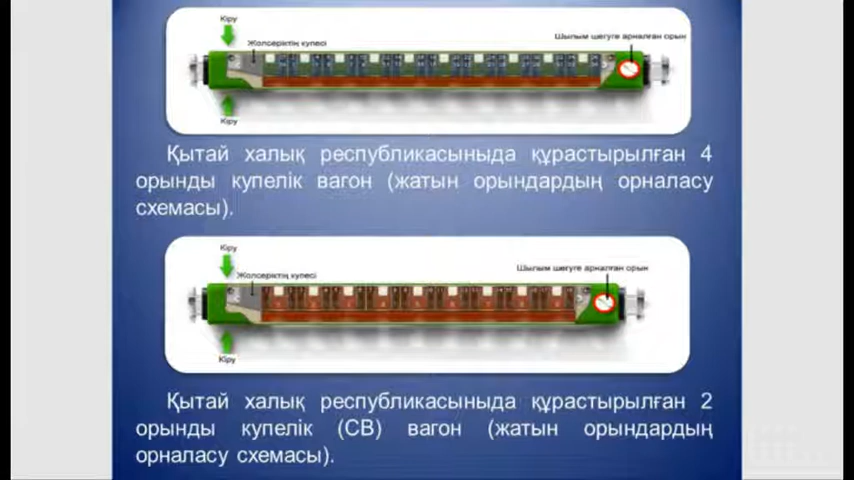 Кіру
Шылым шегуге арналған орын
Жолсеріктің купесі
Кіру
Қытай халық республикасыныда құрастырылған 4
орынды купелік вагон (жатын орындардың орналасу
схемасы).
Кіру
Шылым шегуге арналған орын
Жолсеріктің купесі
Кіру
Қытай халық республикасыныда құрастырылған 2
орынды купелік (СВ) вагон (жатын орындардың
орналасу схемасы).